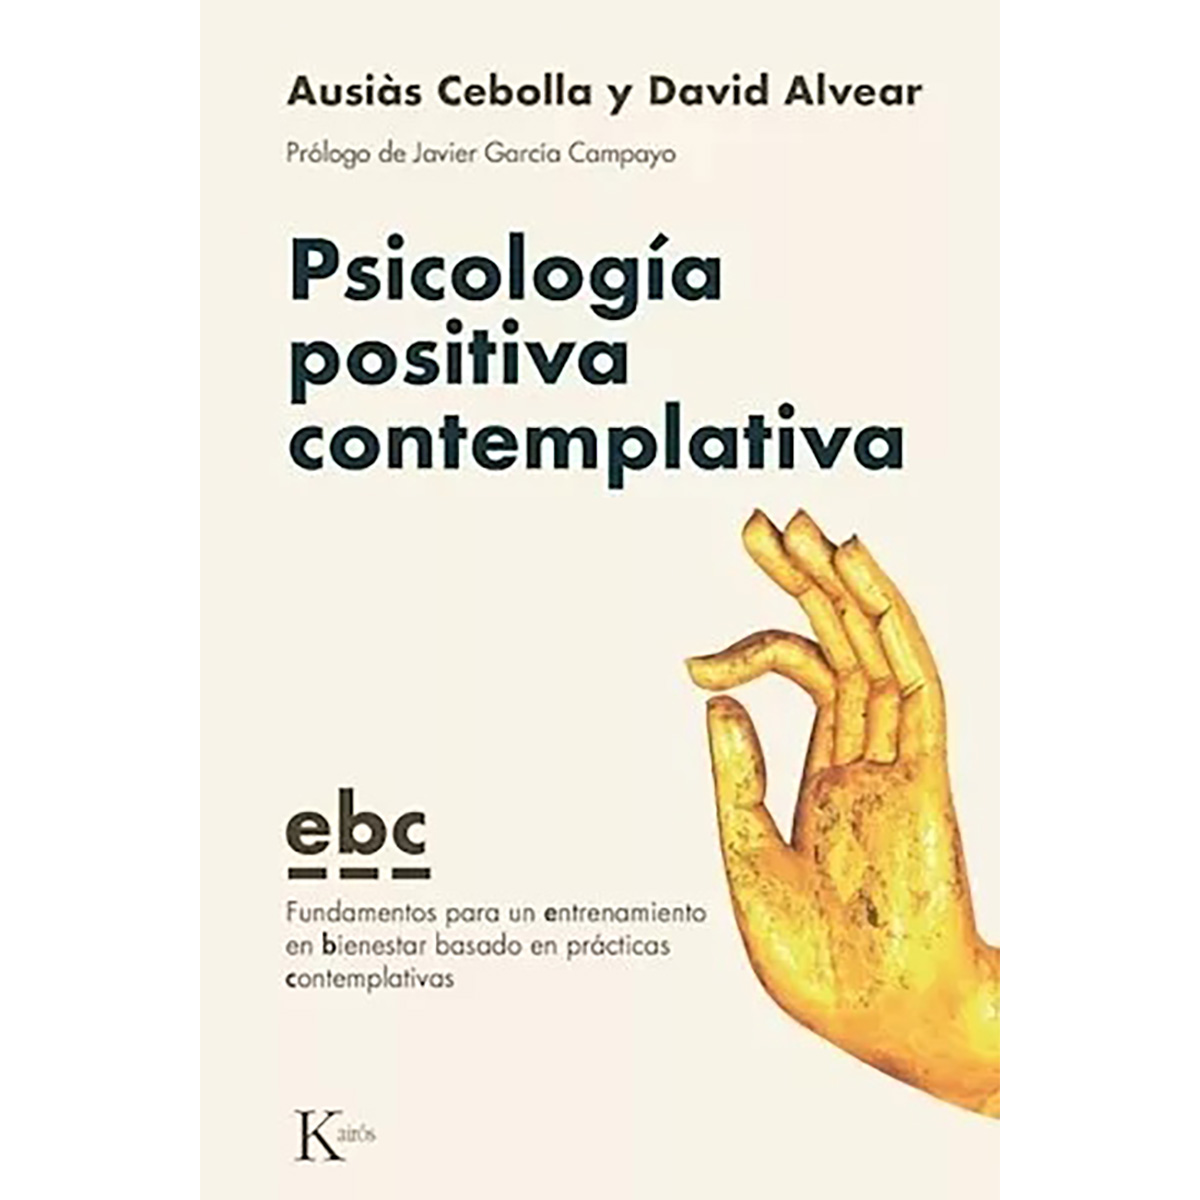 Ausiàs Cebolla y David Alvear
Prólogo de Javier García Campayo
Psicología
positiva
contemplativa
ebc
Fundamentos para un entrenamiento
en bienestar basado en prácticas
contemplativas
Kairós